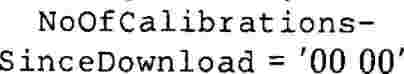 NoOfCalibrations-
SinceDownload = '00 00'